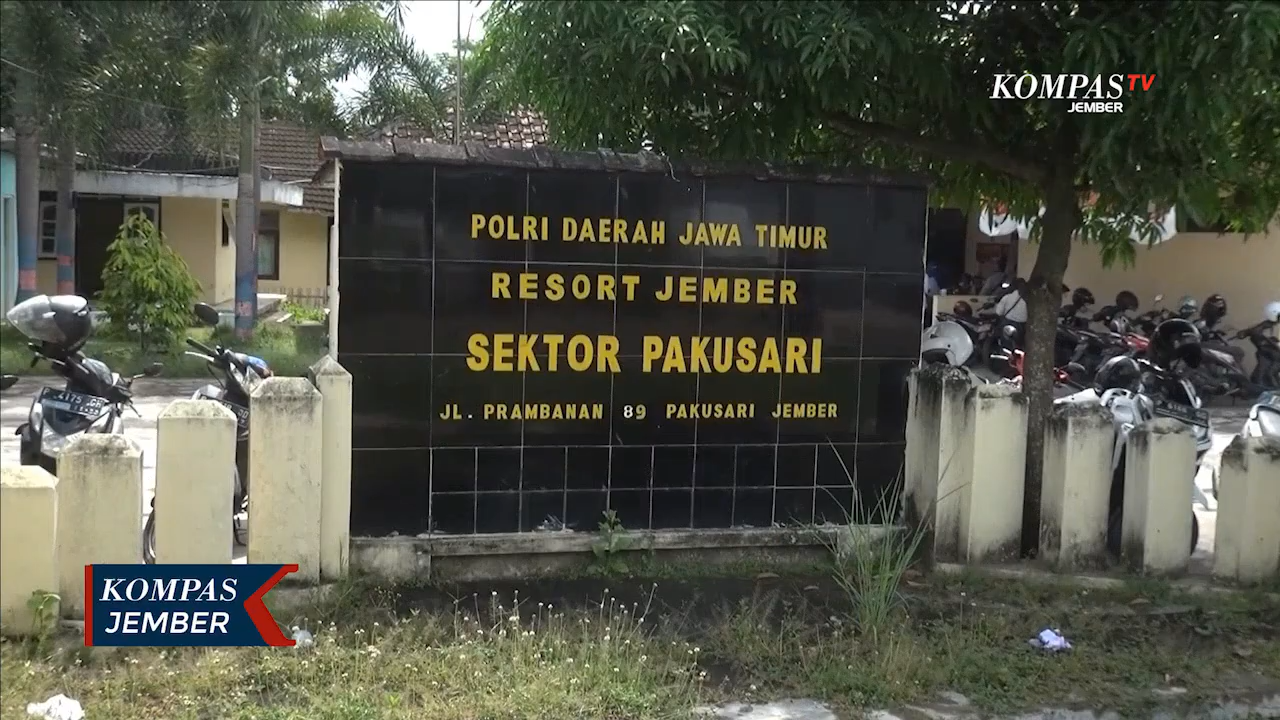 KOMPAS TV
JEMBER
POLRI DAERAH JAWA TIMUR
RESORT JEMBER
SEKTOR PAKUSARI
JL. PRAMBANAN 89 PAKUSARI JEMBER
KOMPAS
JEMBER